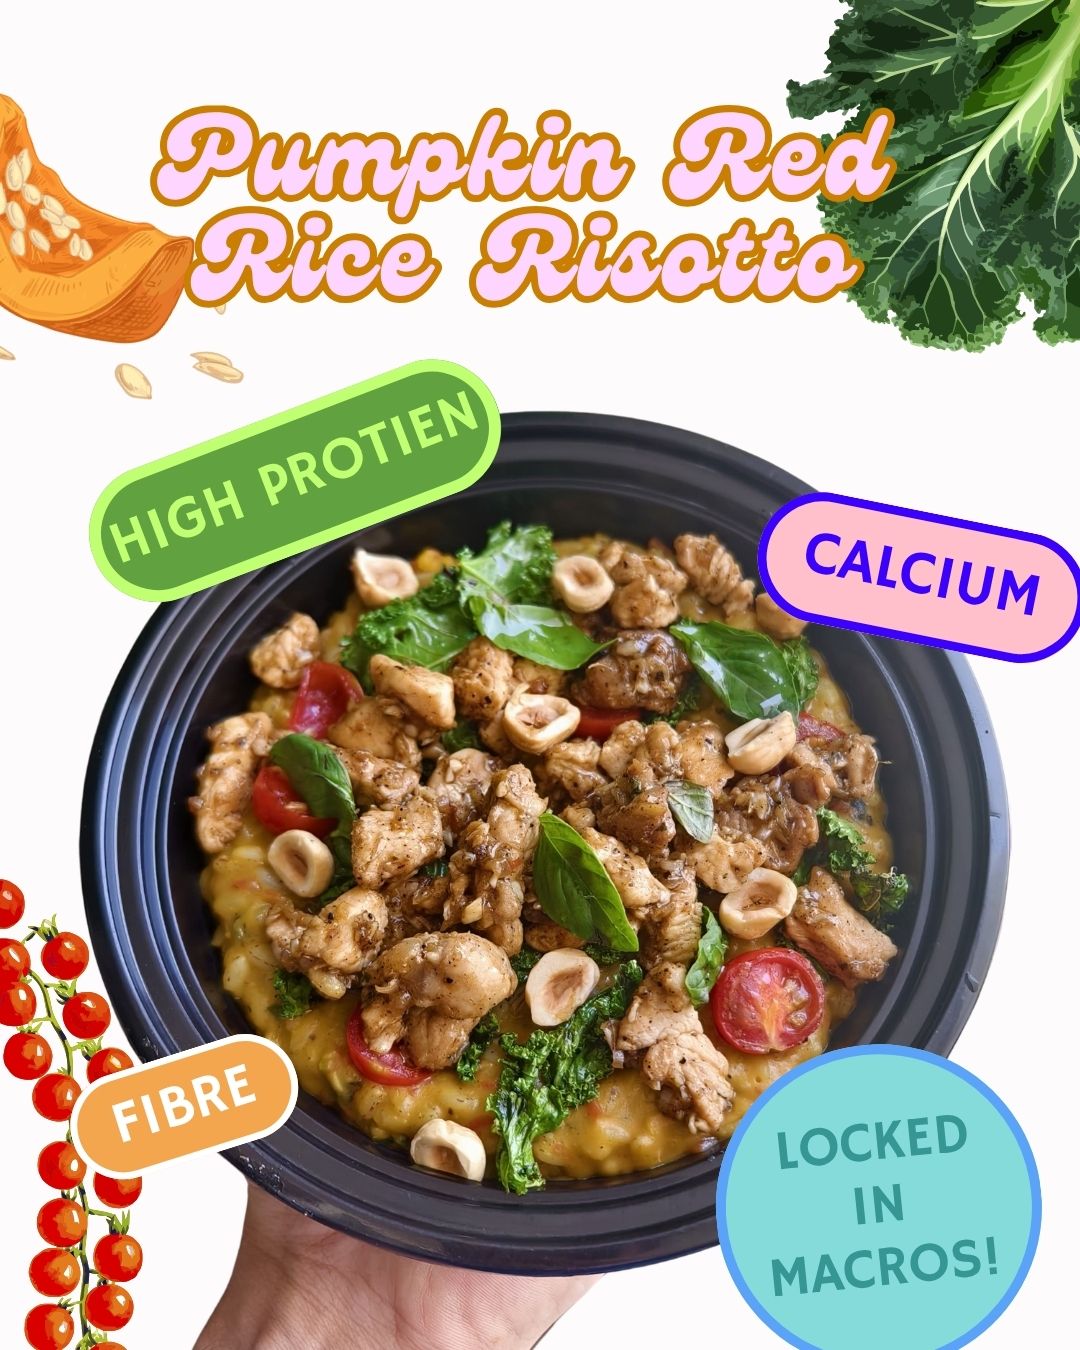 Pumpkin Red
Rice Risotto
HIGH PROTIEN
CALCIUM
FIBRE
LOCKED
IN
MACROS!